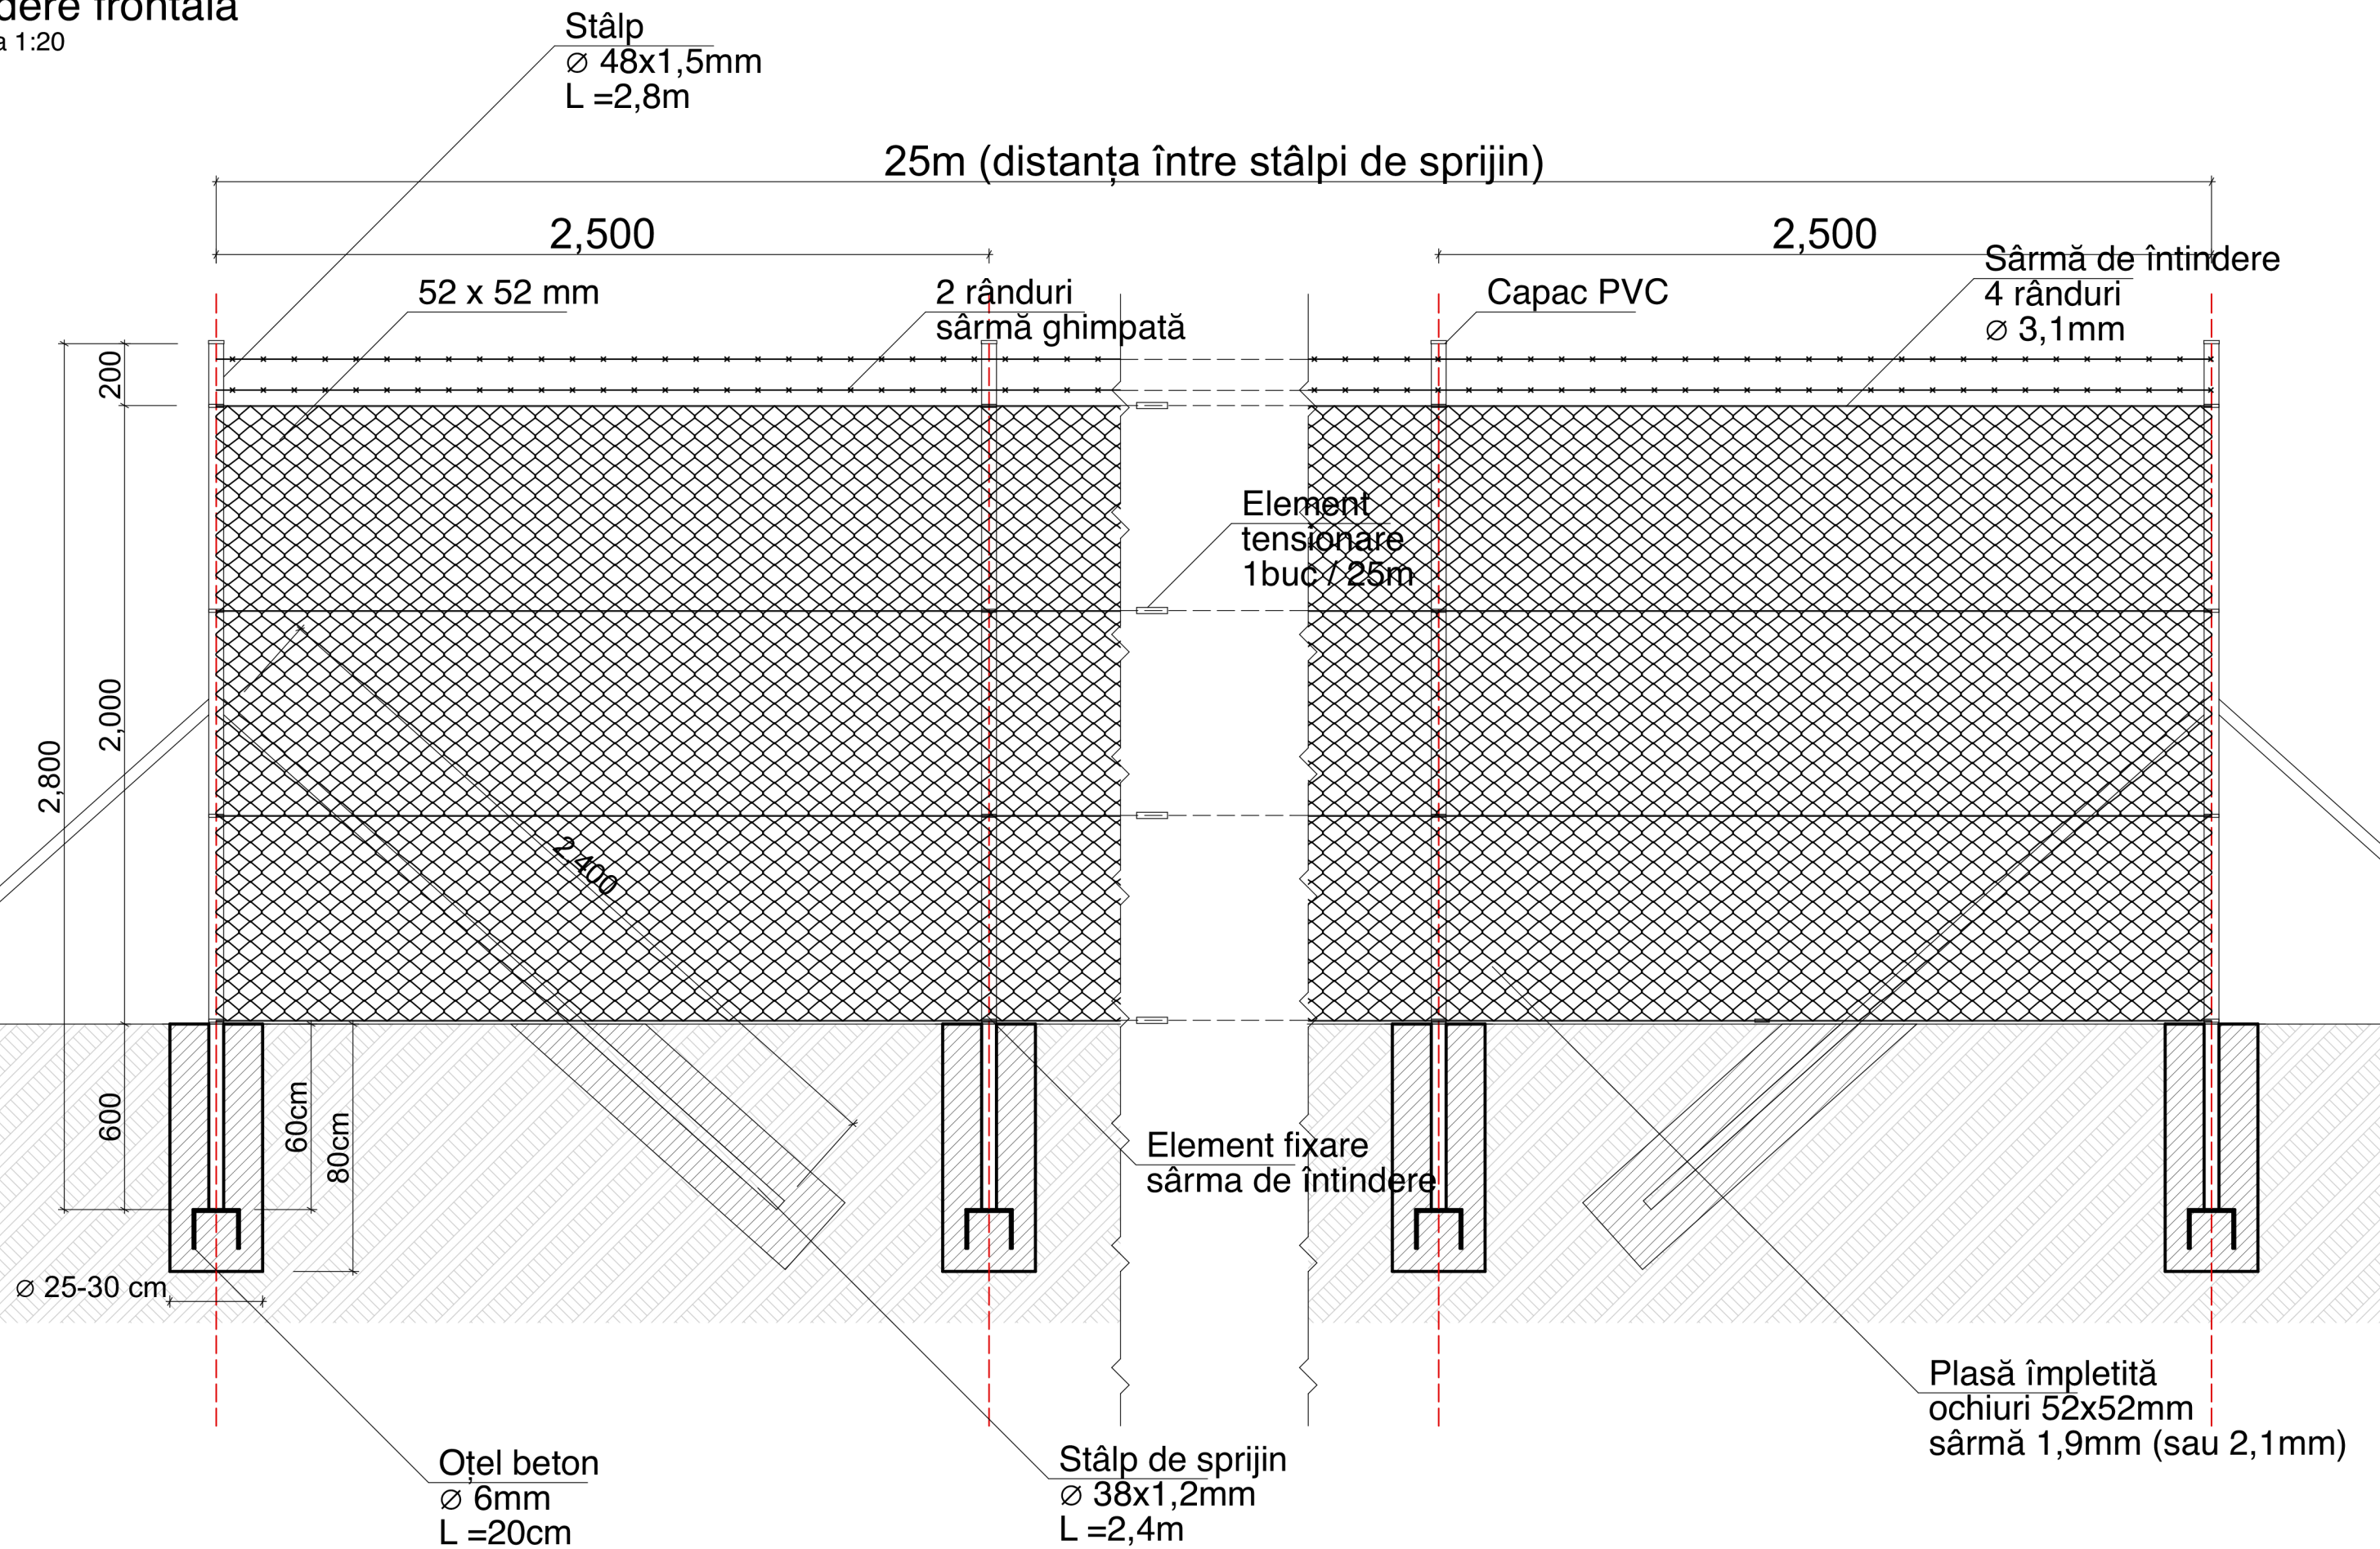 Stâlp
∅ 48x1,5mm
L =2,8m
1:20
25m (distanța între stâlpi de sprijin)
2,500
2,500
Sârmă de întindere
4 rânduri
∅ 3,1mm
52 x 52 mm
2 rânduri
sârmă ghimpată
Capac PVC
200
Element
tensionare
1buc / 25m
2,000
2,800
2,400
600
60cm
80cm
Element fixare
sârma de întindere
∅ 25-30 cm
Plasă împletită
ochiuri 52x52mm
sârmă 1,9mm (sau 2,1mm)
Oțel beton
∅ 6mm
L =20cm
Stâlp de sprijin
∅ 38x1,2mm
L =2,4m